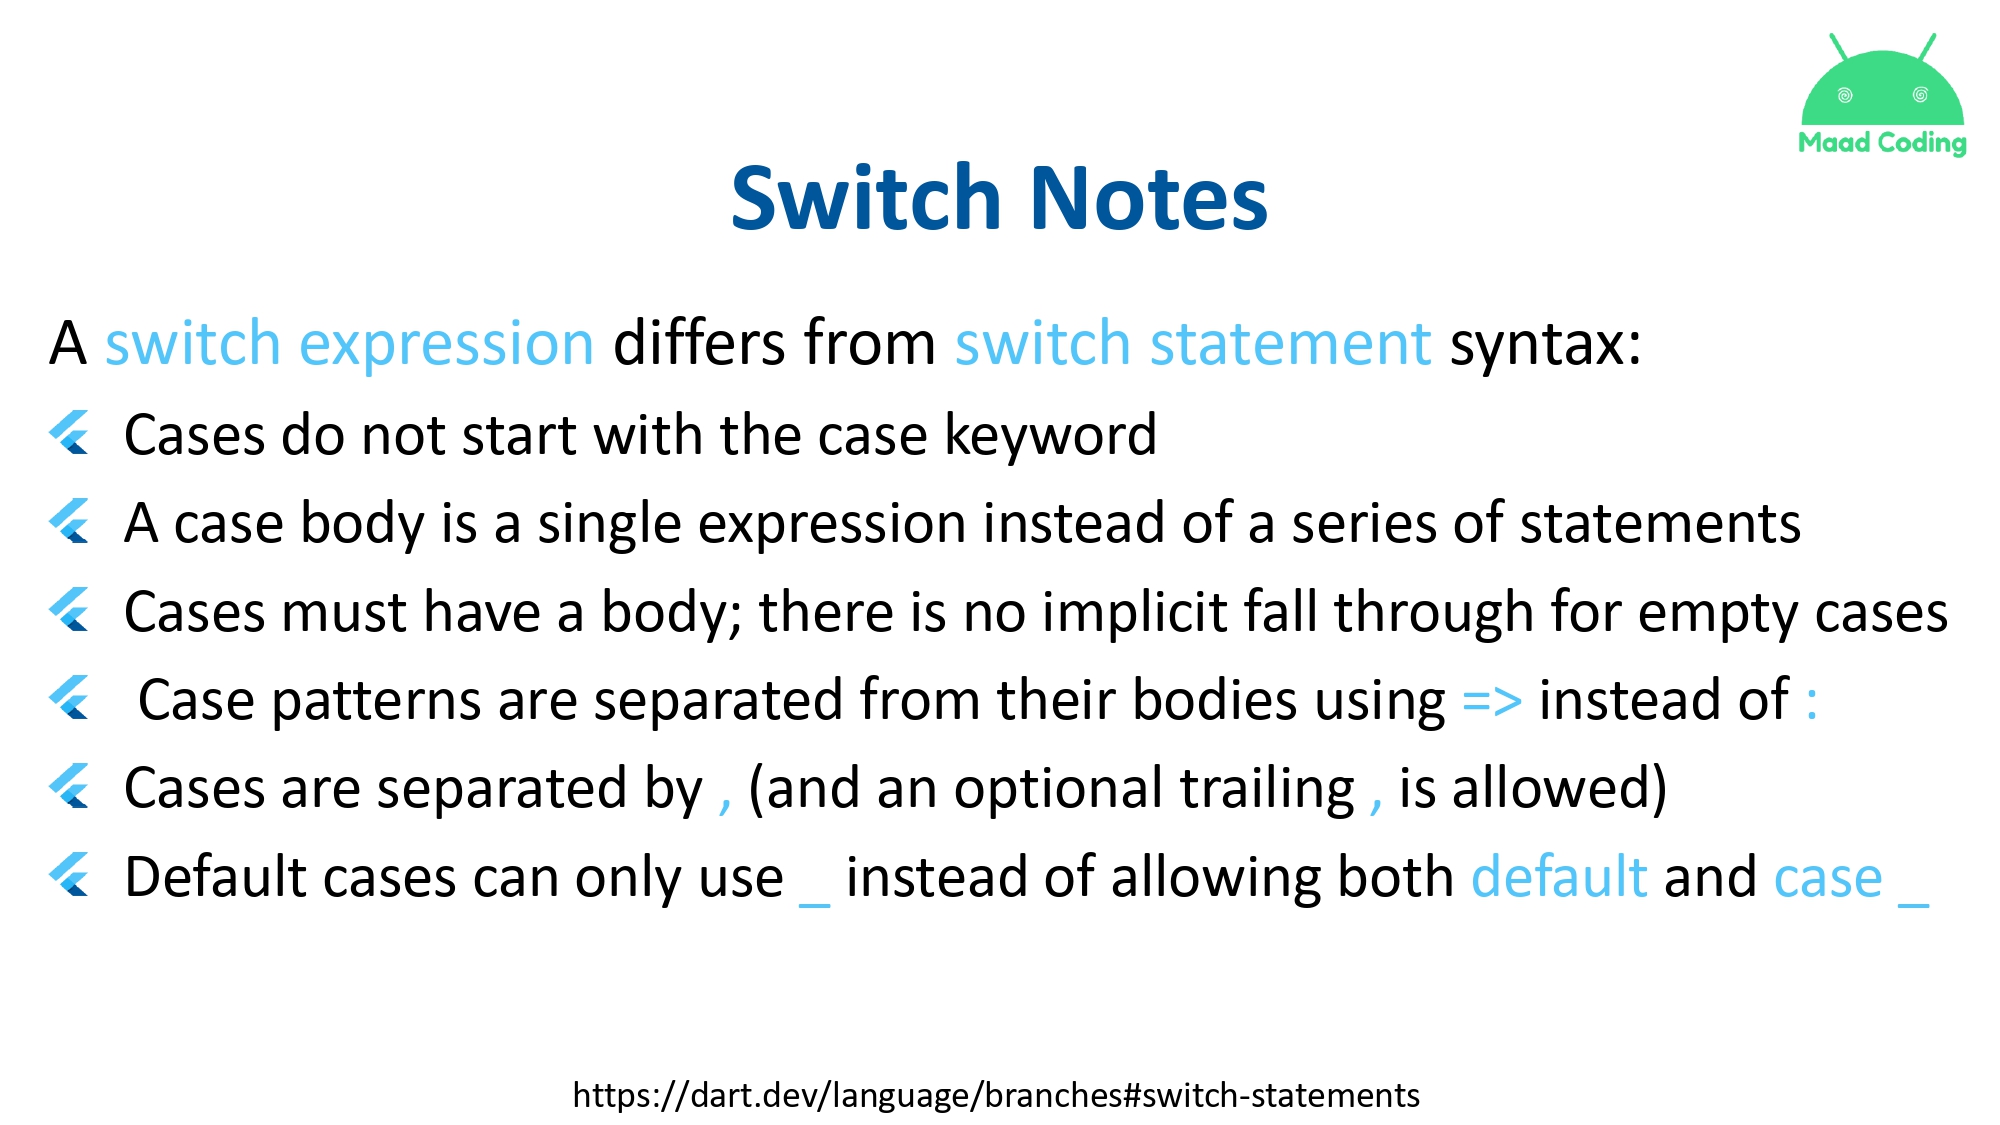 Maad Coding
Switch Notes
A switch expression differs from switch statement syntax:
Cases do not start with the case keyword
A case body is a single expression instead of a series of statements
Cases must have a body; there is no implicit fall through for empty cases
Case patterns are separated from their bodies using => instead of :
Cases are separated by , (and an optional trailing , is allowed)
Default cases can only use _ instead of allowing both default and case _
https://dart.dev/language/branches#switch-statements